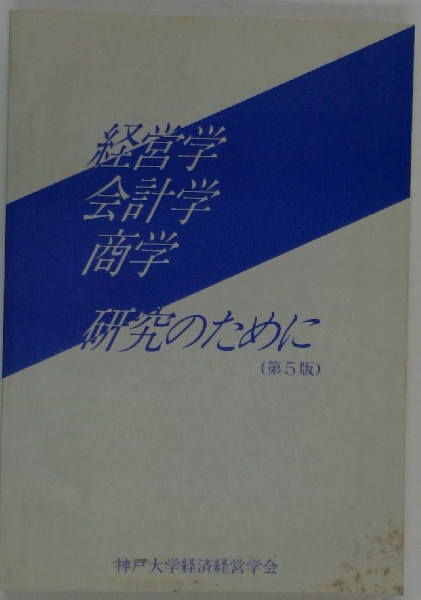 経営学
会計学
商学
研究のために
(第5版)
神戸大学経済経営学会